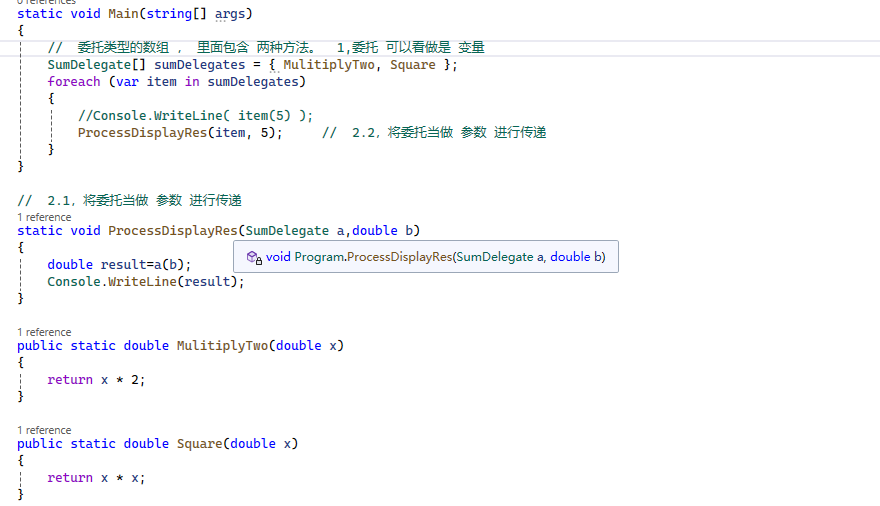 0 references
static void Main(string[] args)
{
//  委托类型的数组 ， 里面包含 两种方法。  1,委托 可以看做是 变量
SumDelegate[] sumDelegates = { MulitiplyTwo, Square };
foreach (var item in sumDelegates)
{
//Console.WriteLine( item(5) );
ProcessDisplayRes(item, 5);     //  2.2，将委托当做 参数 进行传递
}
}
//  2.1，将委托当做 参数 进行传递
1 reference
static void ProcessDisplayRes(SumDelegate a,double b)
{
void Program.ProcessDisplayRes(SumDelegate a, double b)
double result=a(b);
Console.WriteLine(result);
}
1 reference
public static double MulitiplyTwo(double x)
{
return x * 2;
}
1 reference
public static double Square(double x)
{
return x * x;
}